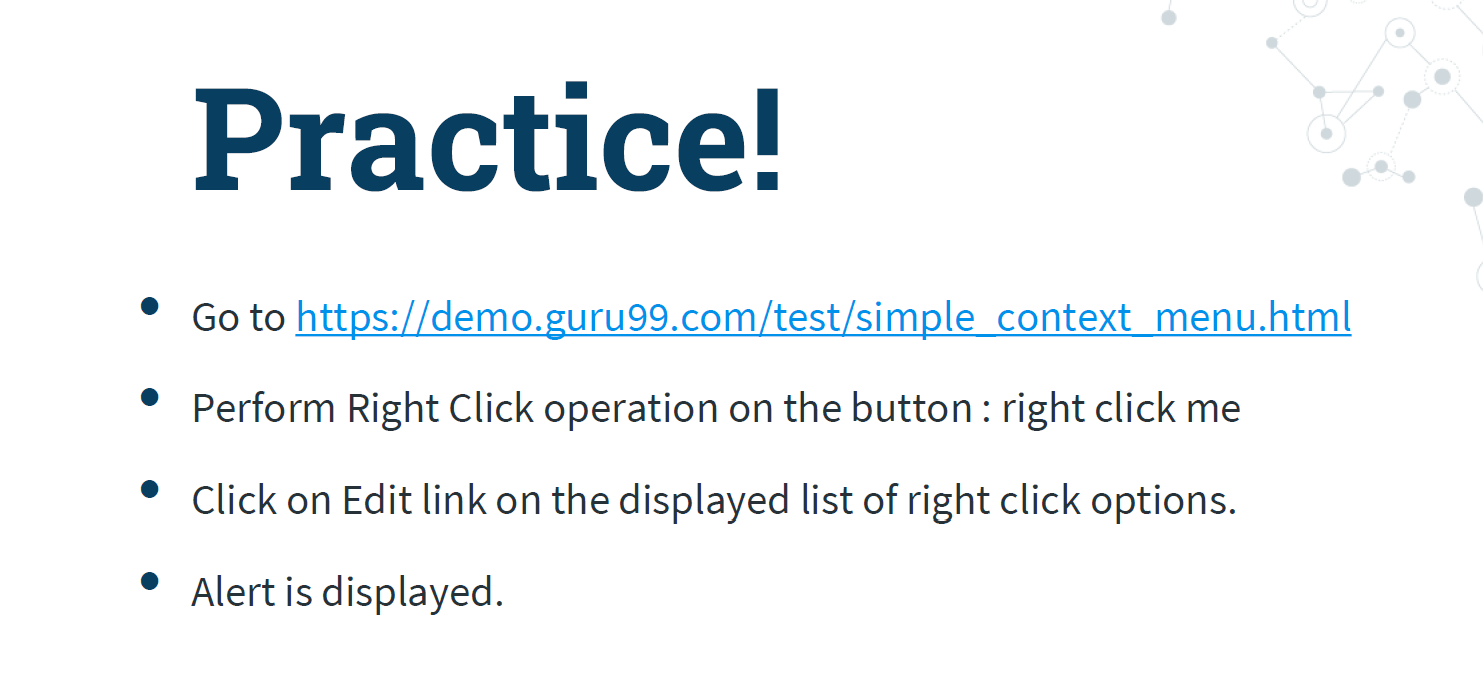 Practice!
• Go to https://demo.guru99.com/test/simple_context_menu.html
• Perform Right Click operation on the button : right click me
• Click on Edit link on the displayed list of right click options.
• Alert is displayed.